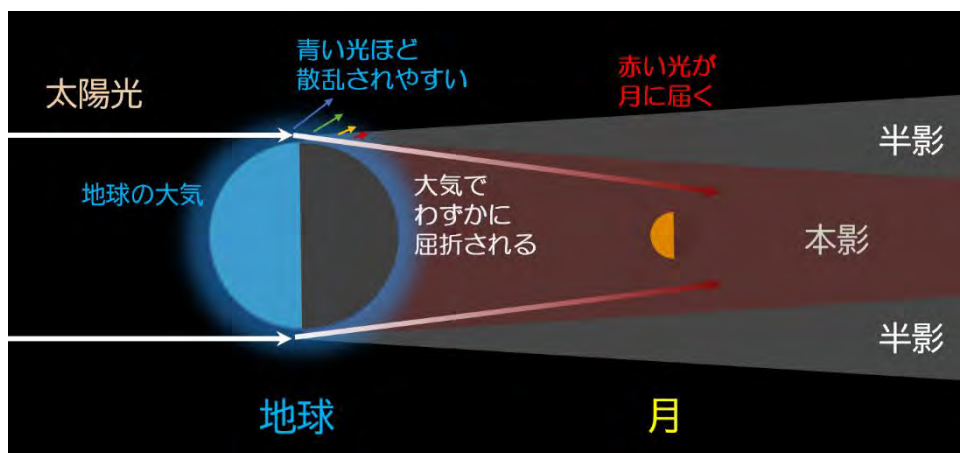 青い光ほど
散乱されやすい
太陽光
赤い光が
月に届く
半影
地球の大気
大気で
わずかに
屈折される
本影
半影
地球
月